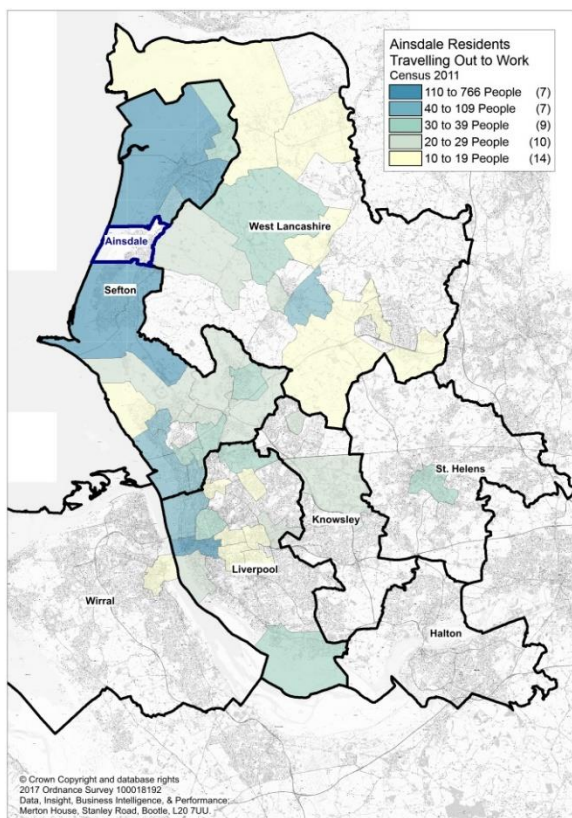 Ainsdale Residents
Travelling Out to Work
Census 2011
110 to 766 People (7)
40 to 109 People (7)
30 to 39 People (9)
20 to 29 People (10)
10 to 19 People (14)
West Lancashire
Ainsdale
Sefton
St. Helens
Knowsley
Liverpool
Wirral
Halton
© Crown Copyright and database rights
2017 Ordnance Survey 100018192
Data, Insight, Business Intelligence, & Performance:
Merton House, Stanley Road, Bootle, L20 7UU.